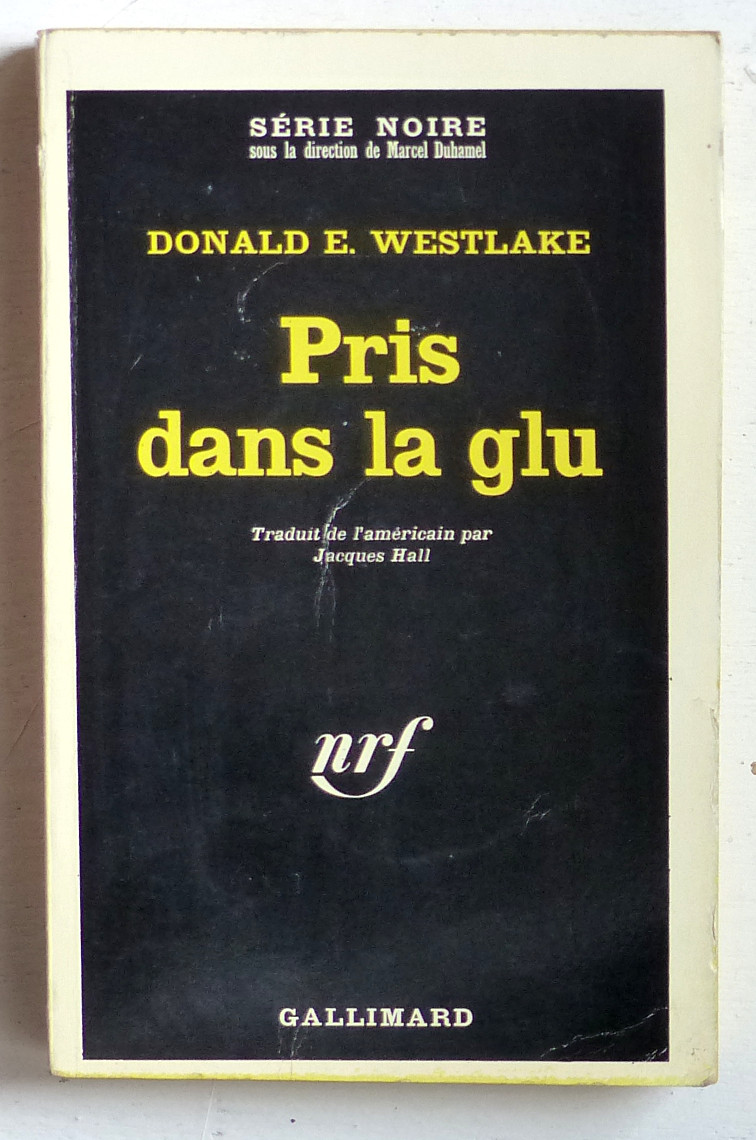 SÉRIE NOIRE
sous la direction de Marcel Duhamel
DONALD E. WESTLAKE
Pris
dans la glu
Traduit de l'américain par
Jacques Hall
nrf
GALLIMARD